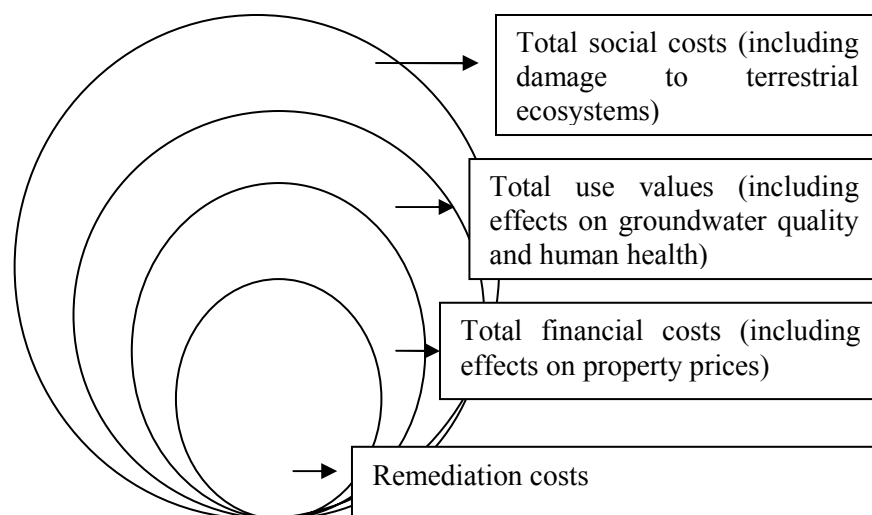 Total social costs (including
damage to terrestrial
ecosystems)
Total use values (including
effects on groundwater quality
and human health)
Total financial costs (including
effects on property prices)
Remediation costs